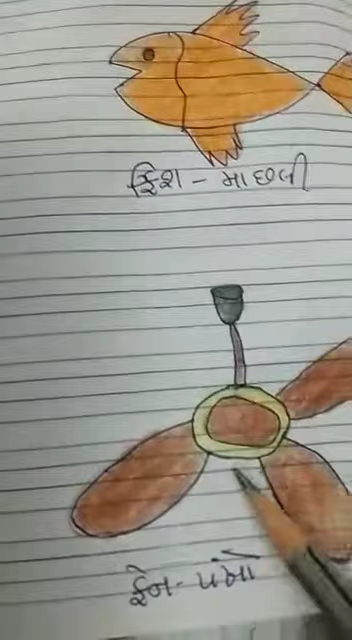 ફિશ - માછલી
ફેન - પંખો